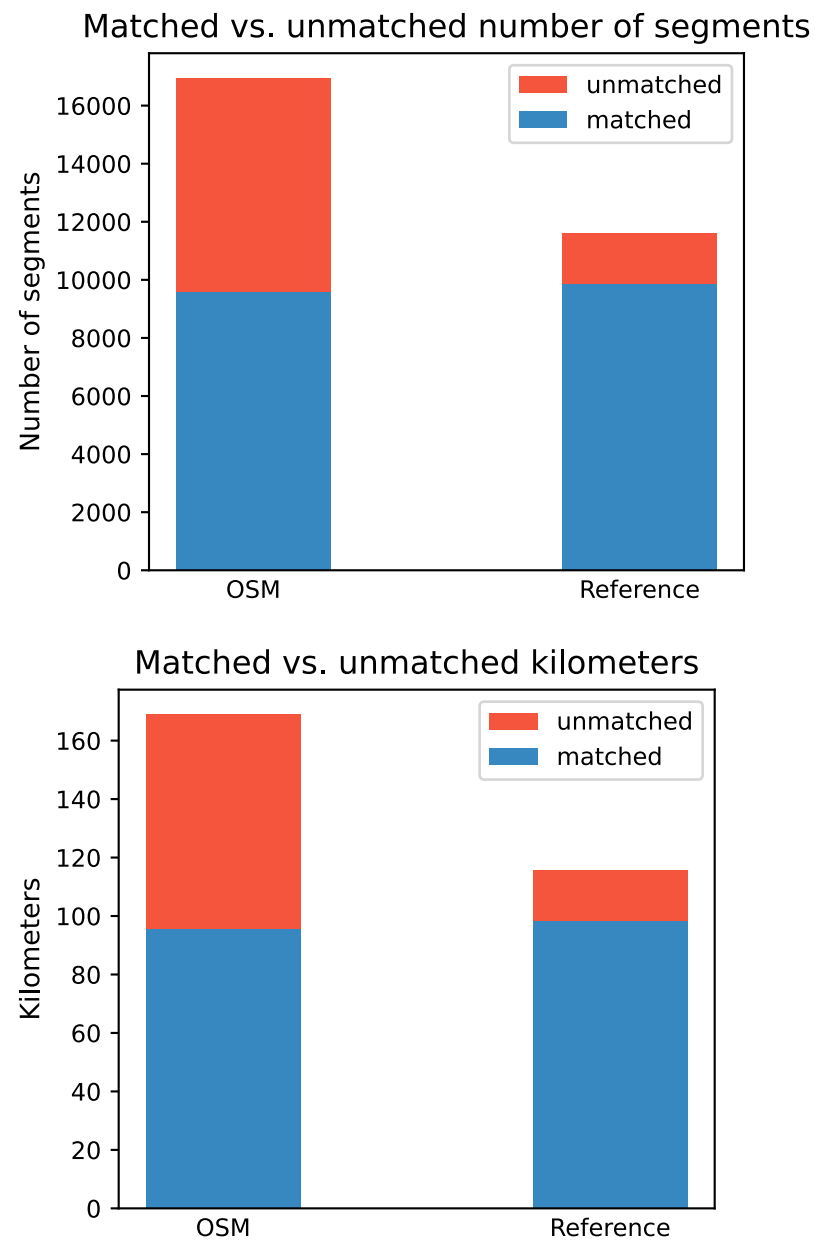 Matched vs. unmatched number of segments
unmatched
matched
Number of segments
16000
14000
12000
10000
8000
6000
4000
2000
0
OSM
Reference
Matched vs. unmatched kilometers
unmatched
matched
Kilometers
160
140
120
100
80
60
40
20
0
OSM
Reference